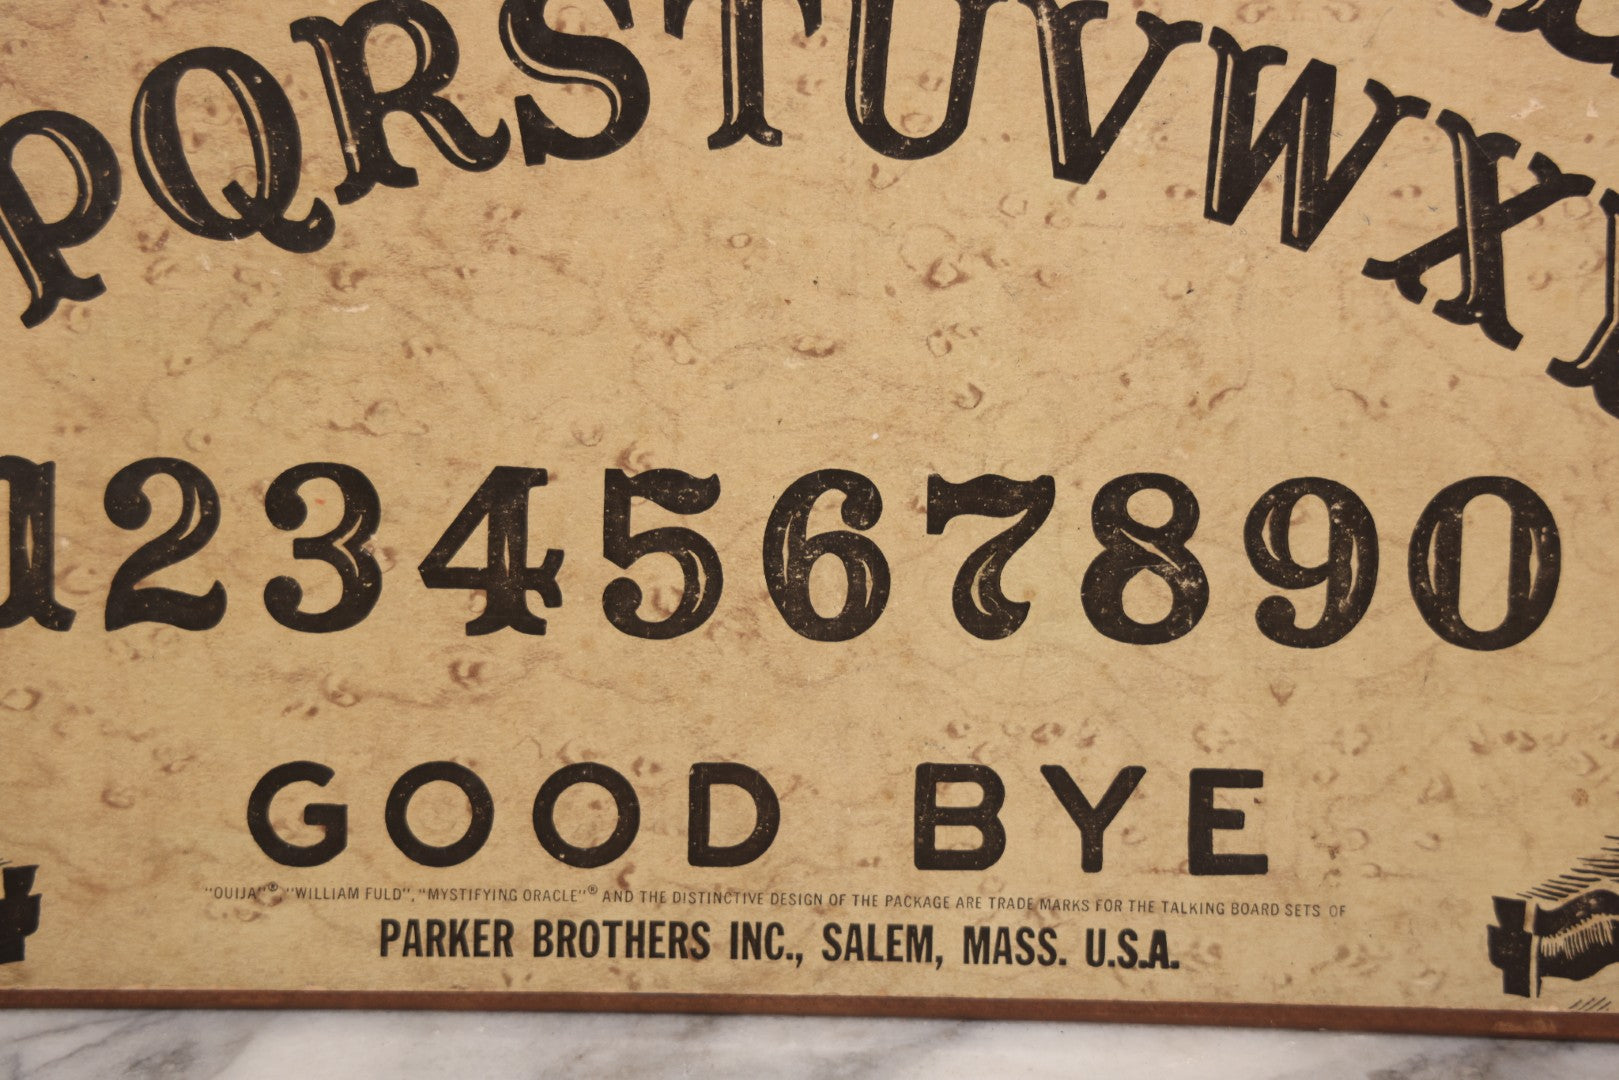 PQRSTUVWXY
1234567890
GOOD BYE
"OUIJA"® "WILLIAM FULD", "MYSTIFYING ORACLE"® AND THE DISTINCTIVE DESIGN OF THE PACKAGE ARE TRADE MARKS FOR THE TALKING BOARD SETS OF
PARKER BROTHERS INC., SALEM, MASS. U.S.A.